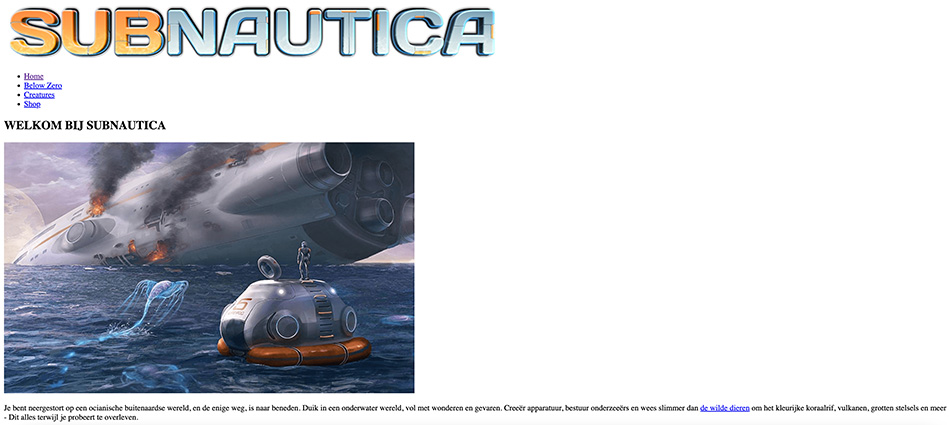 SUBNAUTICA
Home
Below Zero
Creatures
Shop
WELKOM BIJ SUBNAUTICA
5
Je bent neergestort op een ocianische buitenaardse wereld, en de enige weg, is naar beneden. Duik in een onderwater wereld, vol met wonderen en gevaren. Creeër apparatuur, bestuur onderzeeërs en wees slimmer dan de wilde dieren om het kleurijke koraalrif, vulkanen, grotten stelsels en meer
- Dit alles terwijl je probeert te overleven.